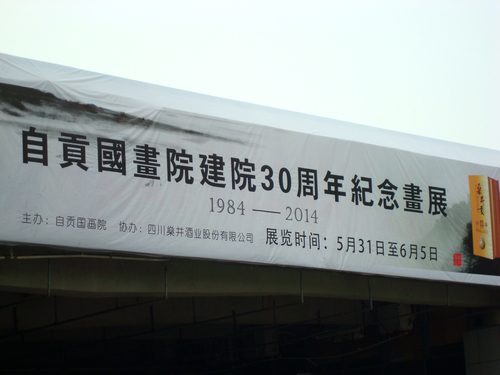 自貢國畫院建院30周年紀念畫展
1984 — 2014
主办：自贡国画院 协办：四川燊井酒业股份有限公司 展览时间：5月31日至6月5日